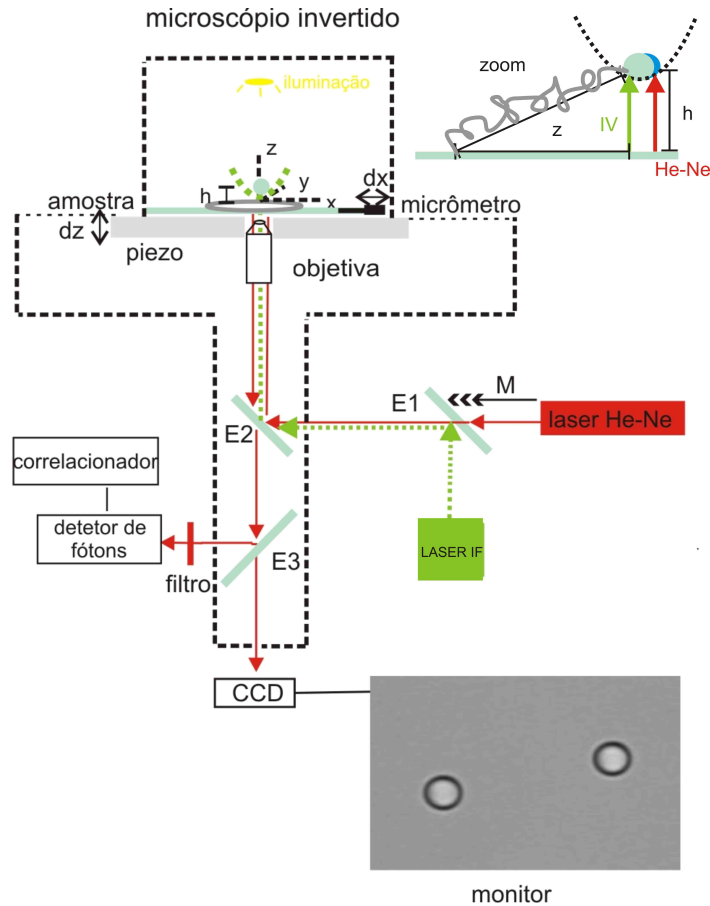 microscópio invertido
zoom
iluminação
IV
h
z
He-Ne
z
y
h
x
dx
amostra
micrômetro
dz
piezo
objetiva
M
E1
laser He-Ne
E2
correlacionador
detetor de
fótons
LASER IF
filtro
E3
CCD
monitor